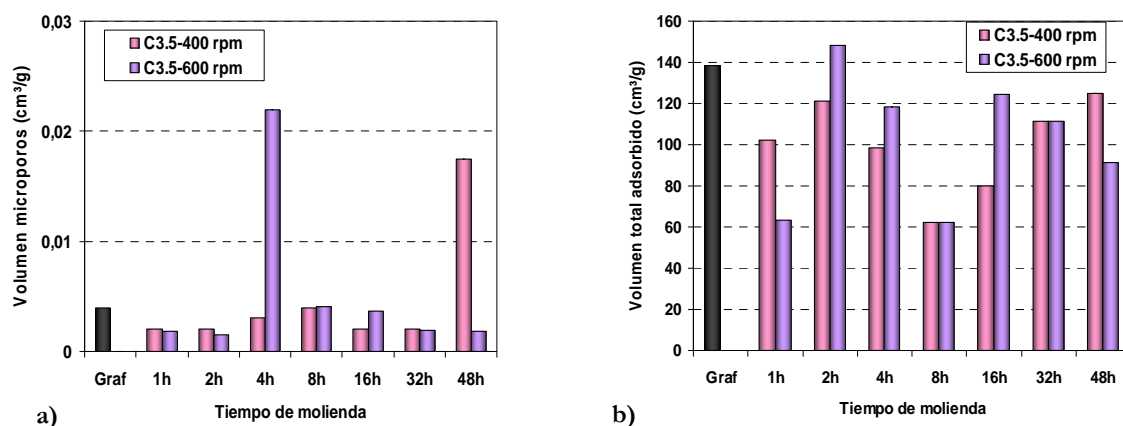 0,03
0,02
0,01
0
Volumen microporos (cm³/g)
C3.5-400 rpm
C3.5-600 rpm
Graf 1h 2h 4h 8h 16h 32h 48h
Tiempo de molienda
a)
160
140
120
100
80
60
40
20
0
Volumen total adsorbido (cm³/g)
C3.5-400 rpm
C3.5-600 rpm
Graf 1h 2h 4h 8h 16h 32h 48h
Tiempo de molienda
b)